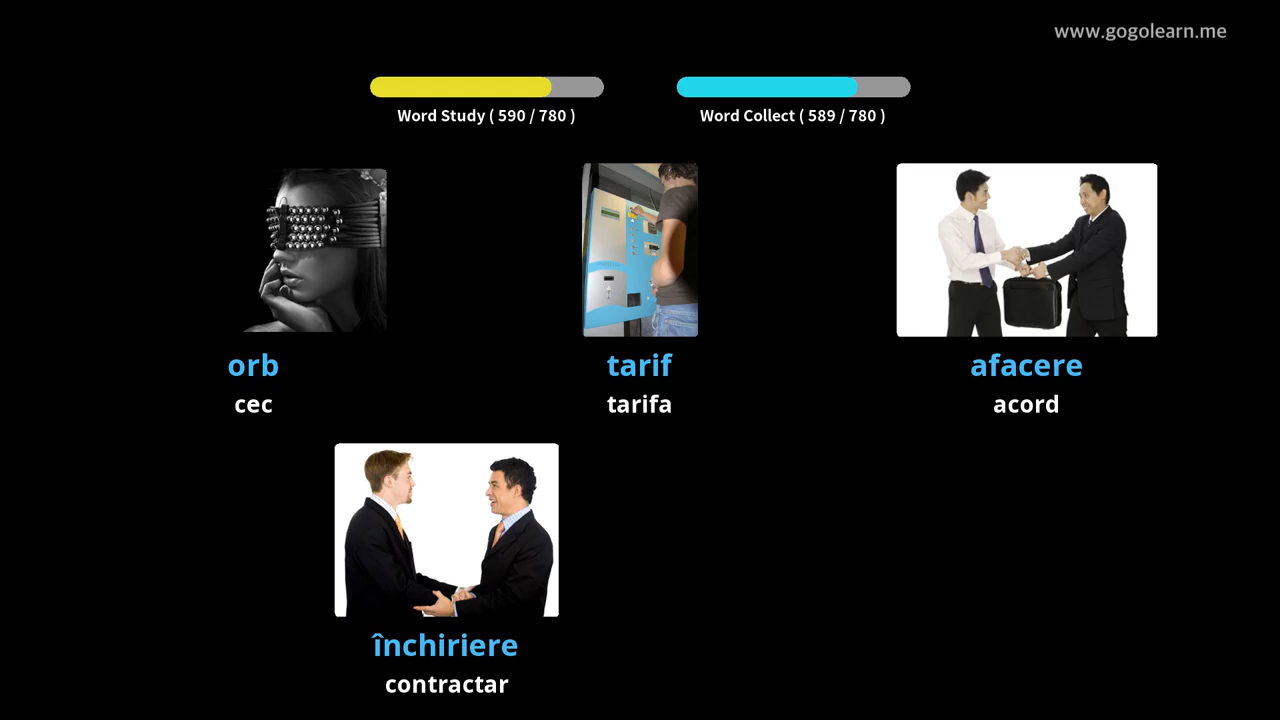 www.gogolearn.me
Word Study ( 590 / 780 )
Word Collect ( 589 / 780 )
orb
cec
tarif
tarifa
afacere
acord
închiriere
contractar